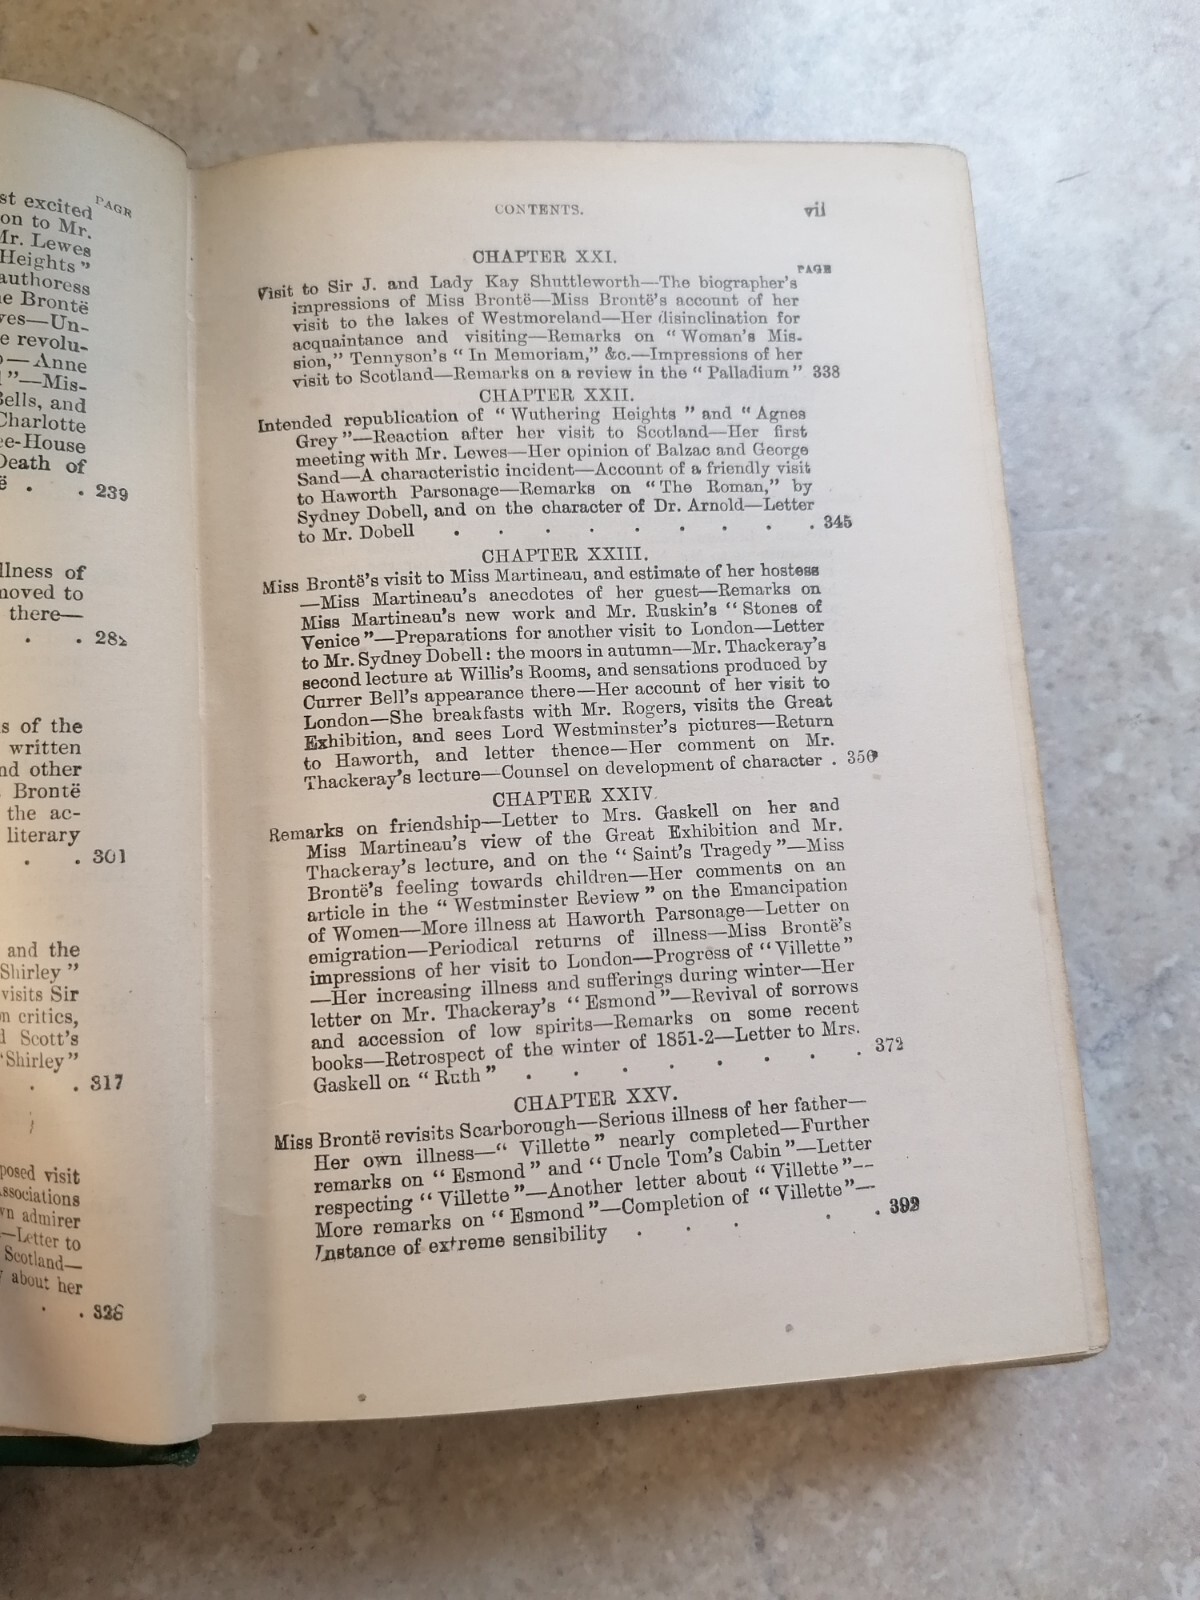 st excited PAGE
on to Mr.
Mr. Lewes
Heights"
authoress
e Brontë
ves—Un-
e revolu-
—Anne
"—Mis-
Bells, and
Charlotte
e-House
Death of
ë . . 239
llness of
moved to
there—
. . 282
s of the
written
nd other
Brontë
the ac-
literary
. . 301
and the
Shirley"
visits Sir
n critics,
d Scott's
"Shirley"
. . 317
posed visit
ssociations
wn admirer
—Letter to
Scotland—
about her
. . 328
CONTENTS. vii
CHAPTER XXI.
PAGE
Visit to Sir J. and Lady Kay Shuttleworth—The biographer's
impressions of Miss Brontë—Miss Brontë's account of her
visit to the lakes of Westmoreland—Her disinclination for
acquaintance and visiting—Remarks on "Woman's Mis-
sion," Tennyson's "In Memoriam," &c.—Impressions of her
visit to Scotland—Remarks on a review in the "Palladium" 338
CHAPTER XXII.
Intended republication of "Wuthering Heights" and "Agnes
Grey"—Reaction after her visit to Scotland—Her first
meeting with Mr. Lewes—Her opinion of Balzac and George
Sand—A characteristic incident—Account of a friendly visit
to Haworth Parsonage—Remarks on "The Roman," by
Sydney Dobell, and on the character of Dr. Arnold—Letter
to Mr. Dobell . . . . . . . . . 345
CHAPTER XXIII.
Miss Brontë's visit to Miss Martineau, and estimate of her hostess
—Miss Martineau's anecdotes of her guest—Remarks on
Miss Martineau's new work and Mr. Ruskin's "Stones of
Venice"—Preparations for another visit to London—Letter
to Mr. Sydney Dobell: the moors in autumn—Mr. Thackeray's
second lecture at Willis's Rooms, and sensations produced by
Currer Bell's appearance there—Her account of her visit to
London—She breakfasts with Mr. Rogers, visits the Great
Exhibition, and sees Lord Westminster's pictures—Return
to Haworth, and letter thence—Her comment on Mr.
Thackeray's lecture—Counsel on development of character . 356
CHAPTER XXIV.
Remarks on friendship—Letter to Mrs. Gaskell on her and
Miss Martineau's view of the Great Exhibition and Mr.
Thackeray's lecture, and on the "Saint's Tragedy"—Miss
Brontë's feeling towards children—Her comments on an
article in the "Westminster Review" on the Emancipation
of Women—More illness at Haworth Parsonage—Letter on
emigration—Periodical returns of illness—Miss Brontë's
impressions of her visit to London—Progress of "Villette"
—Her increasing illness and sufferings during winter—Her
letter on Mr. Thackeray's "Esmond"—Revival of sorrows
and accession of low spirits—Remarks on some recent
books—Retrospect of the winter of 1851-2—Letter to Mrs.
Gaskell on "Ruth" . . . . . . . . 372
CHAPTER XXV.
Miss Brontë revisits Scarborough—Serious illness of her father—
Her own illness—"Villette" nearly completed—Further
remarks on "Esmond" and "Uncle Tom's Cabin"—Letter
respecting "Villette"—Another letter about "Villette"—
More remarks on "Esmond"—Completion of "Villette"—
Instance of extreme sensibility . . . . . 392